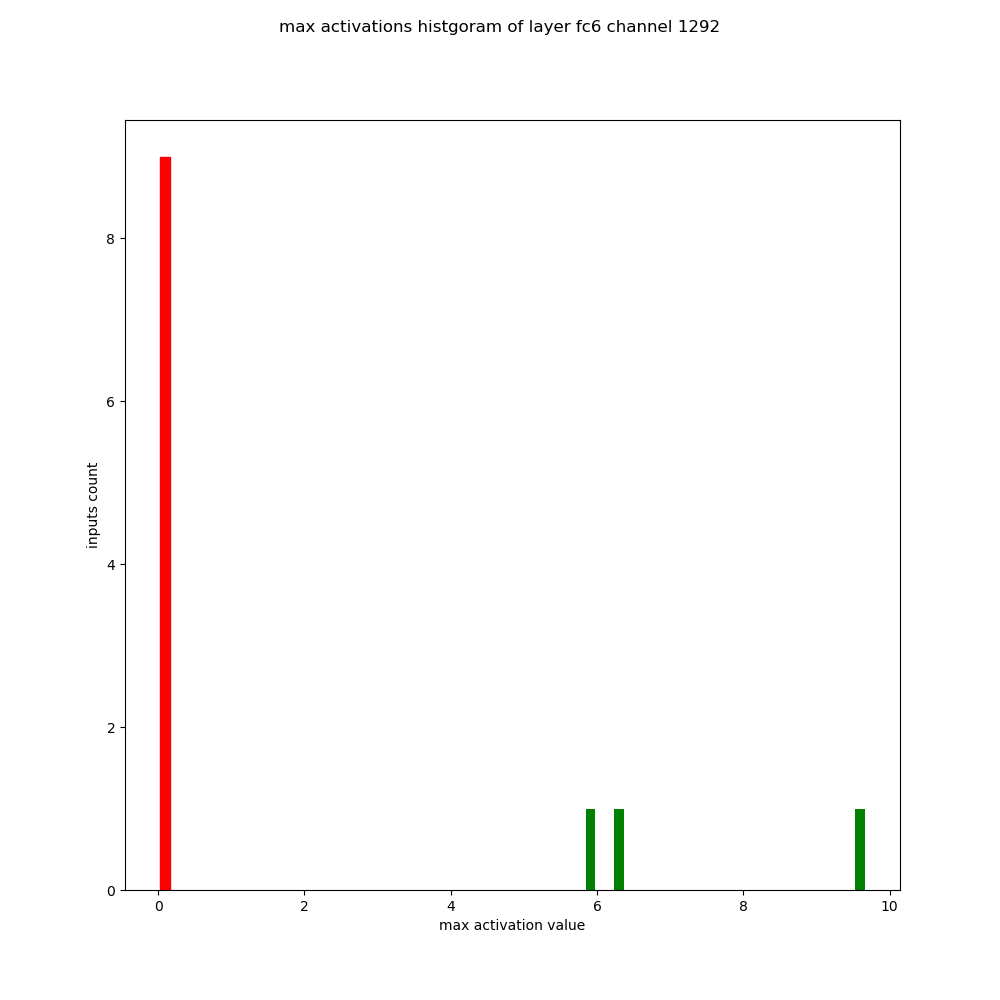 max activations histgoram of layer fc6 channel 1292
8
6
4
2
0
inputs count
0 2 4 6 8 10
max activation value